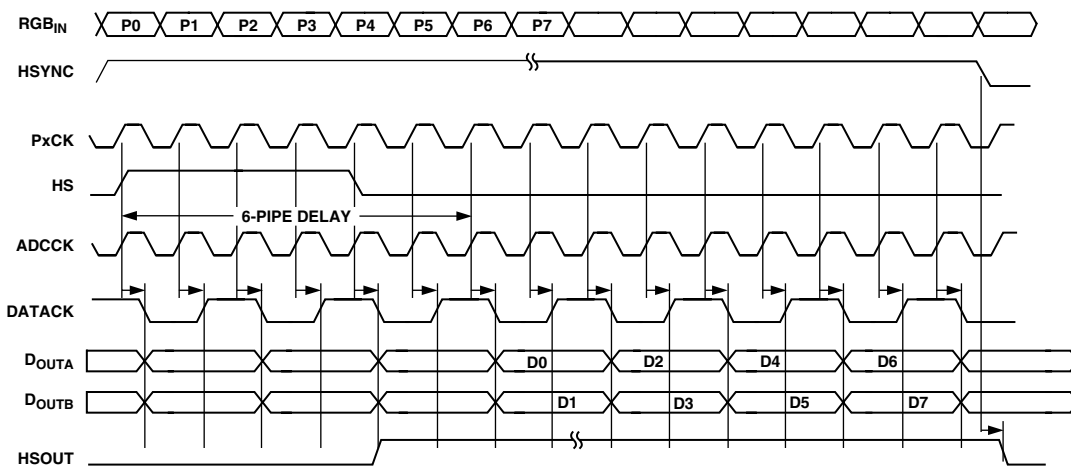 RGBIN P0 P1 P2 P3 P4 P5 P6 P7
HSYNC
PxCK
HS
6-PIPE DELAY
ADCCK
DATACK
DOUTA D0 D2 D4 D6
DOUTB D1 D3 D5 D7
HSOUT